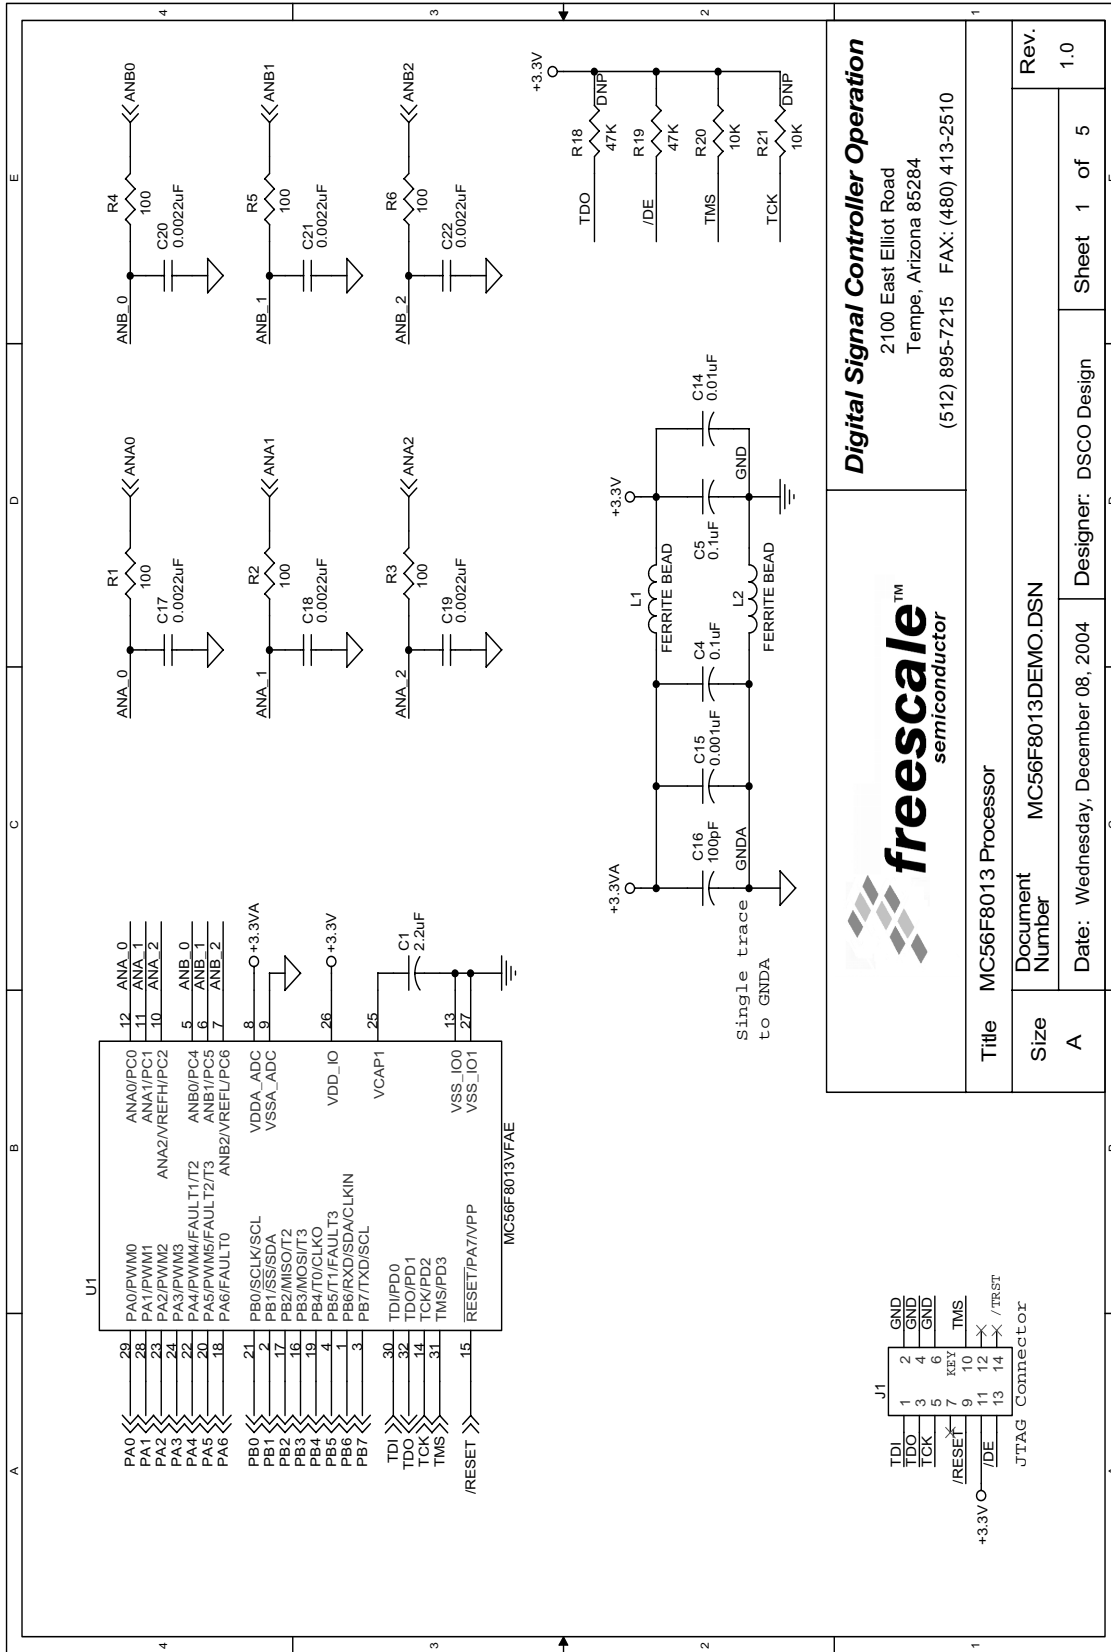 E
D
C
B
A
4
3
2
1
U1
PA0
29
PA0/PWM0
PA1
28
PA1/PWM1
PA2
23
PA2/PWM2
PA3
24
PA3/PWM3
PA4
22
PA4/PWM4/FAULT1/T2
PA5
20
PA5/PWM5/FAULT2/T3
PA6
18
PA6/FAULT0
PB0
21
PB0/SCLK/SCL
PB1
2
PB1/SS/SDA
PB2
17
PB2/MISO/T2
PB3
16
PB3/MOSI/T3
PB4
19
PB4/T0/CLKO
PB5
4
PB5/T1/FAULT3
PB6
1
PB6/RXD/SDA/CLKIN
PB7
3
PB7/TXD/SCL
TDI
30
TDI/PD0
TDO
32
TDO/PD1
TCK
14
TCK/PD2
TMS
31
TMS/PD3
/RESET
15
RESET/PA7/VPP
ANA0/PC0
12
ANA_0
ANA1/PC1
11
ANA_1
ANA2/VREFH/PC2
10
ANA_2
ANB0/PC4
5
ANB_0
ANB1/PC5
6
ANB_1
ANB2/VREFL/PC6
7
ANB_2
VDDA_ADC
8
+3.3VA
VSSA_ADC
9
VDD_IO
26
+3.3V
VCAP1
25
C1
2.2uF
VSS_IO0
13
VSS_IO1
27
MC56F8013VFAE
ANA_0
R1
100
ANA0
C17
0.0022uF
ANA_1
R2
100
ANA1
C18
0.0022uF
ANA_2
R3
100
ANA2
C19
0.0022uF
ANB_0
R4
100
ANB0
C20
0.0022uF
ANB_1
R5
100
ANB1
C21
0.0022uF
ANB_2
R6
100
ANB2
C22
0.0022uF
+3.3V
TDO
R18
47K
DNP
/DE
R19
47K
TMS
R20
10K
TCK
R21
10K
DNP
+3.3VA
L1
FERRITE BEAD
+3.3V
C16
100pF
C15
0.001uF
C4
0.1uF
C5
0.1uF
C14
0.01uF
GNDA
L2
FERRITE BEAD
GND
Single trace
to GNDA
J1
TDI
1
2
GND
TDO
3
4
GND
TCK
5
6
GND
7
KEY
/RESET
9
10
TMS
+3.3V
11
12
/DE
13
14
/TRST
JTAG Connector
freescale™
semiconductor
Digital Signal Controller Operation
2100 East Elliot Road
Tempe, Arizona 85284
(512) 895-7215 FAX: (480) 413-2510
Title MC56F8013 Processor
Size
A
Document
Number
MC56F8013DEMO.DSN
Rev.
1.0
Date: Wednesday, December 08, 2004
Designer: DSCO Design
Sheet 1 of 5
4
3
2
1